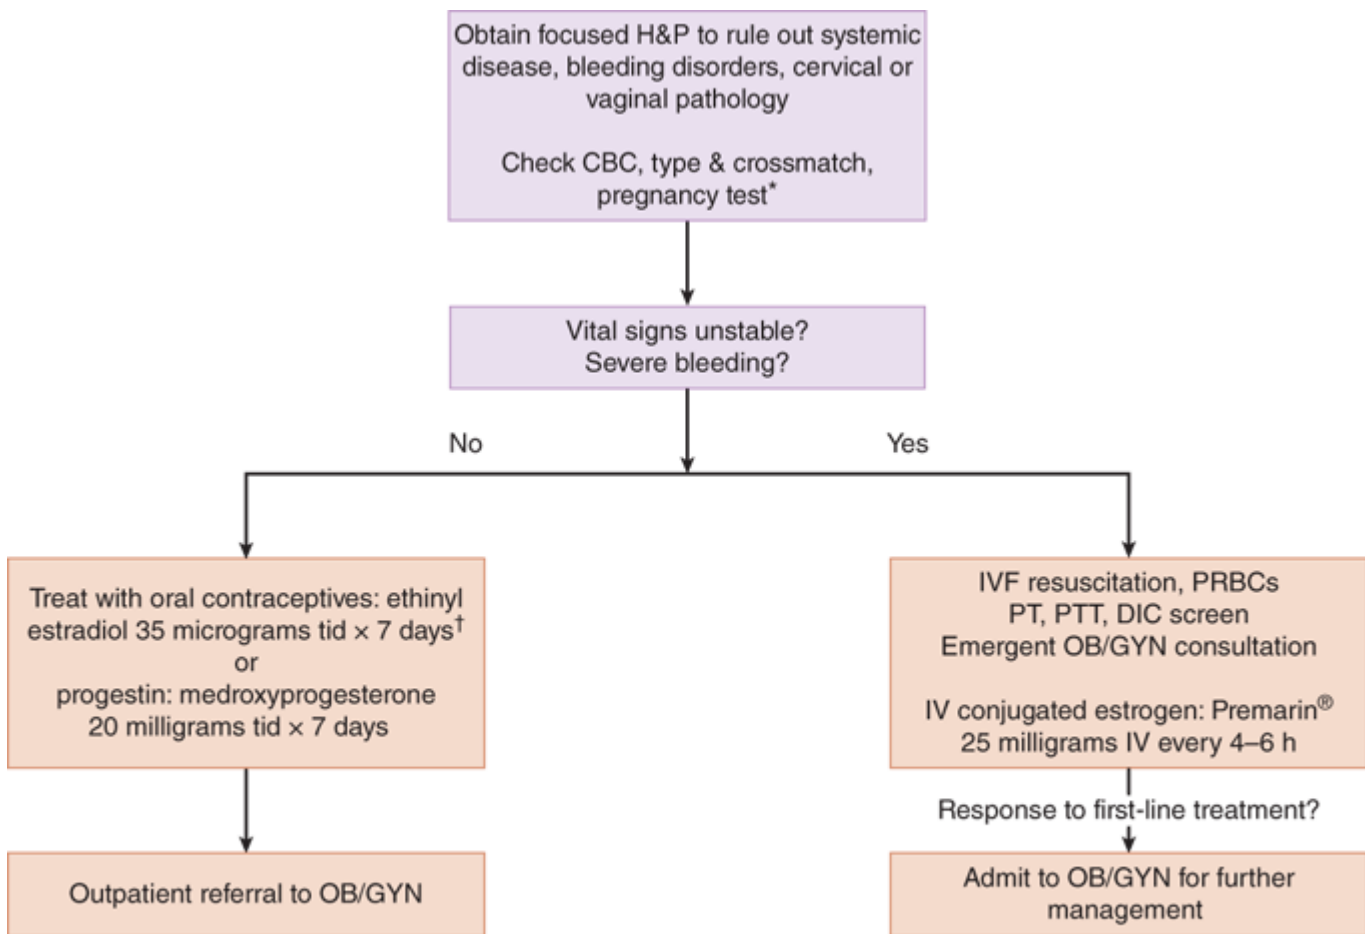 Obtain focused H&P to rule out systemic
disease, bleeding disorders, cervical or
vaginal pathology
Check CBC, type & crossmatch,
pregnancy test*
Vital signs unstable?
Severe bleeding?
No
Yes
Treat with oral contraceptives: ethinyl
estradiol 35 micrograms tid × 7 days†
or
progestin: medroxyprogesterone
20 milligrams tid × 7 days
IVF resuscitation, PRBCs
PT, PTT, DIC screen
Emergent OB/GYN consultation
IV conjugated estrogen: Premarin®
25 milligrams IV every 4–6 h
Response to first-line treatment?
Outpatient referral to OB/GYN
Admit to OB/GYN for further
management